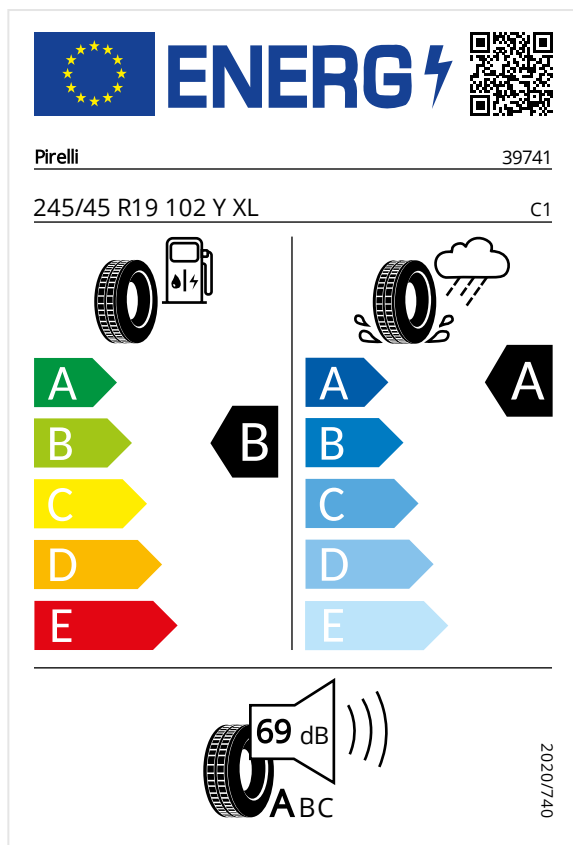 ENERG
Pirelli 39741
245/45 R19 102 Y XL C1
A A A
B B B
C C
D D
E E
69 dB
ABC
2020/740